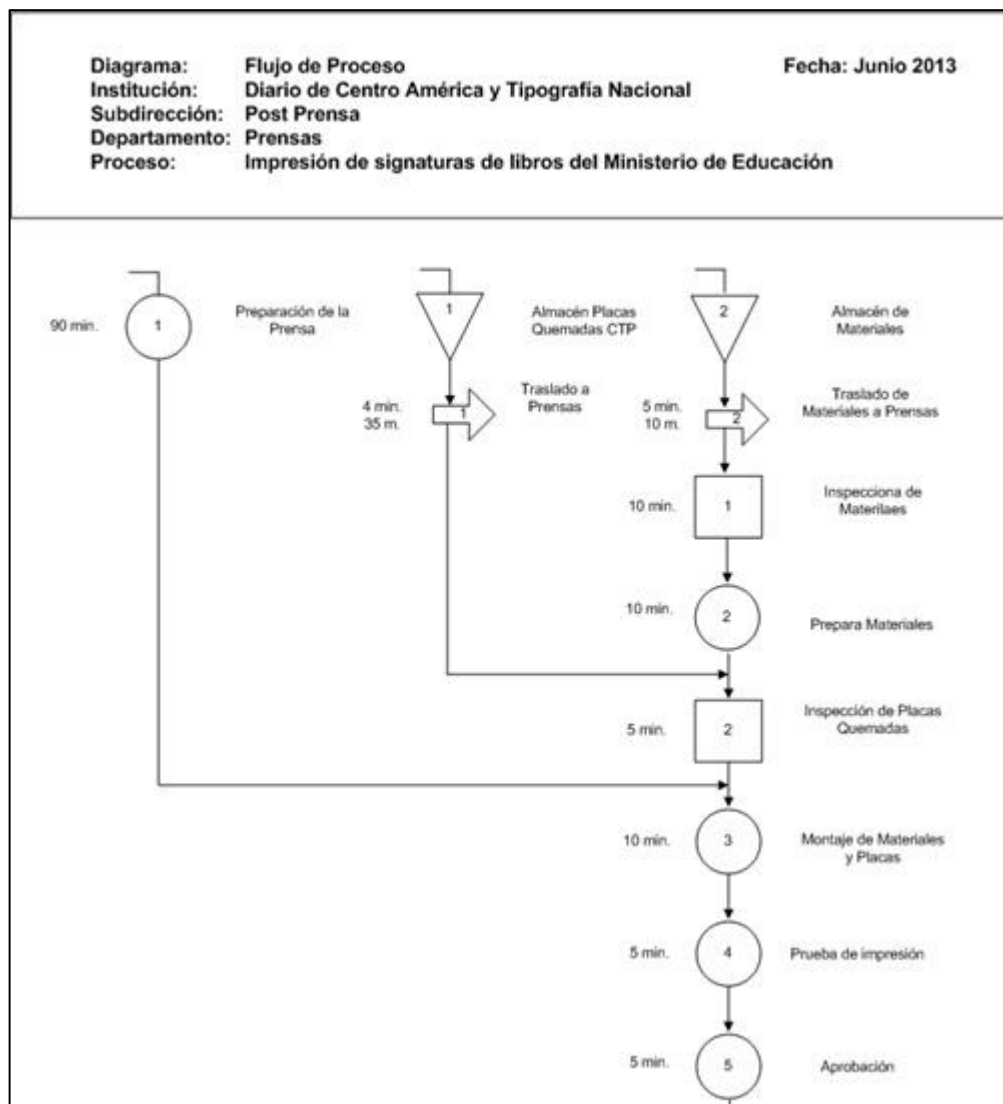 Diagrama: Flujo de Proceso Fecha: Junio 2013
Institución: Diario de Centro América y Tipografía Nacional
Subdirección: Post Prensa
Departamento: Prensas
Proceso: Impresión de signaturas de libros del Ministerio de Educación
90 min.
1
Preparación de la
Prensa
1
Almacén Placas
Quemadas CTP
2
Almacén de
Materiales
4 min.
35 m.
1
Traslado a
Prensas
5 min.
10 m.
2
Traslado de
Materiales a Prensas
10 min.
1
Inspecciona de
Materilaes
10 min.
2
Prepara Materiales
5 min.
2
Inspección de Placas
Quemadas
10 min.
3
Montaje de Materiales
y Placas
5 min.
4
Prueba de impresión
5 min.
5
Aprobación